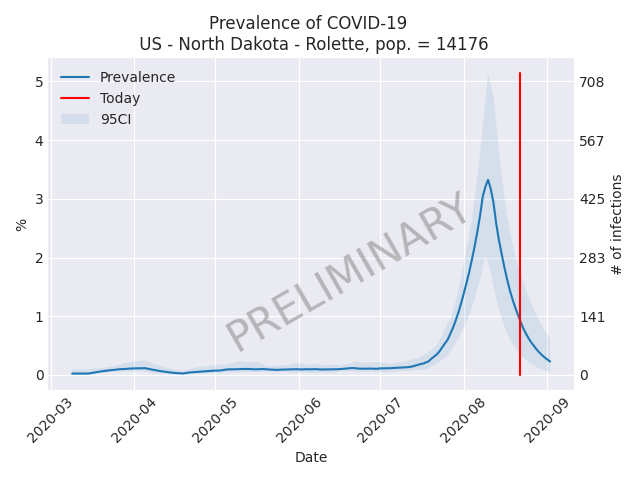 Prevalence of COVID-19
US - North Dakota - Rolette, pop. = 14176
Prevalence
Today
95CI
PRELIMINARY
%
5
4
3
2
1
0
708
567
425
283
141
0
# of infections
2020-03
2020-04
2020-05
2020-06
2020-07
2020-08
2020-09
Date